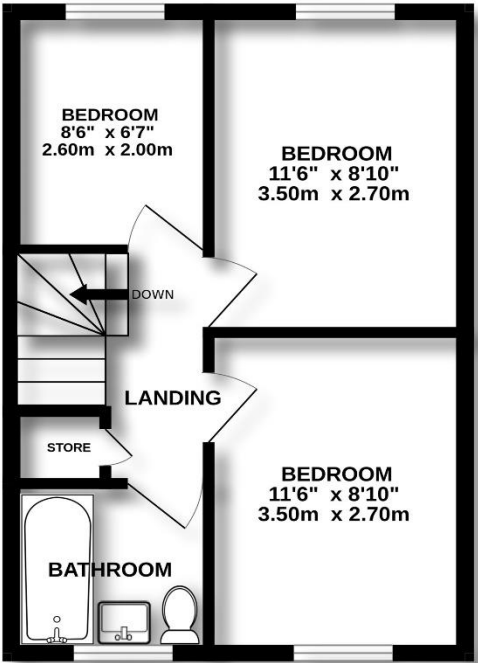 BEDROOM
8'6" x 6'7"
2.60m x 2.00m
BEDROOM
11'6" x 8'10"
3.50m x 2.70m
DOWN
LANDING
STORE
BEDROOM
11'6" x 8'10"
3.50m x 2.70m
BATHROOM